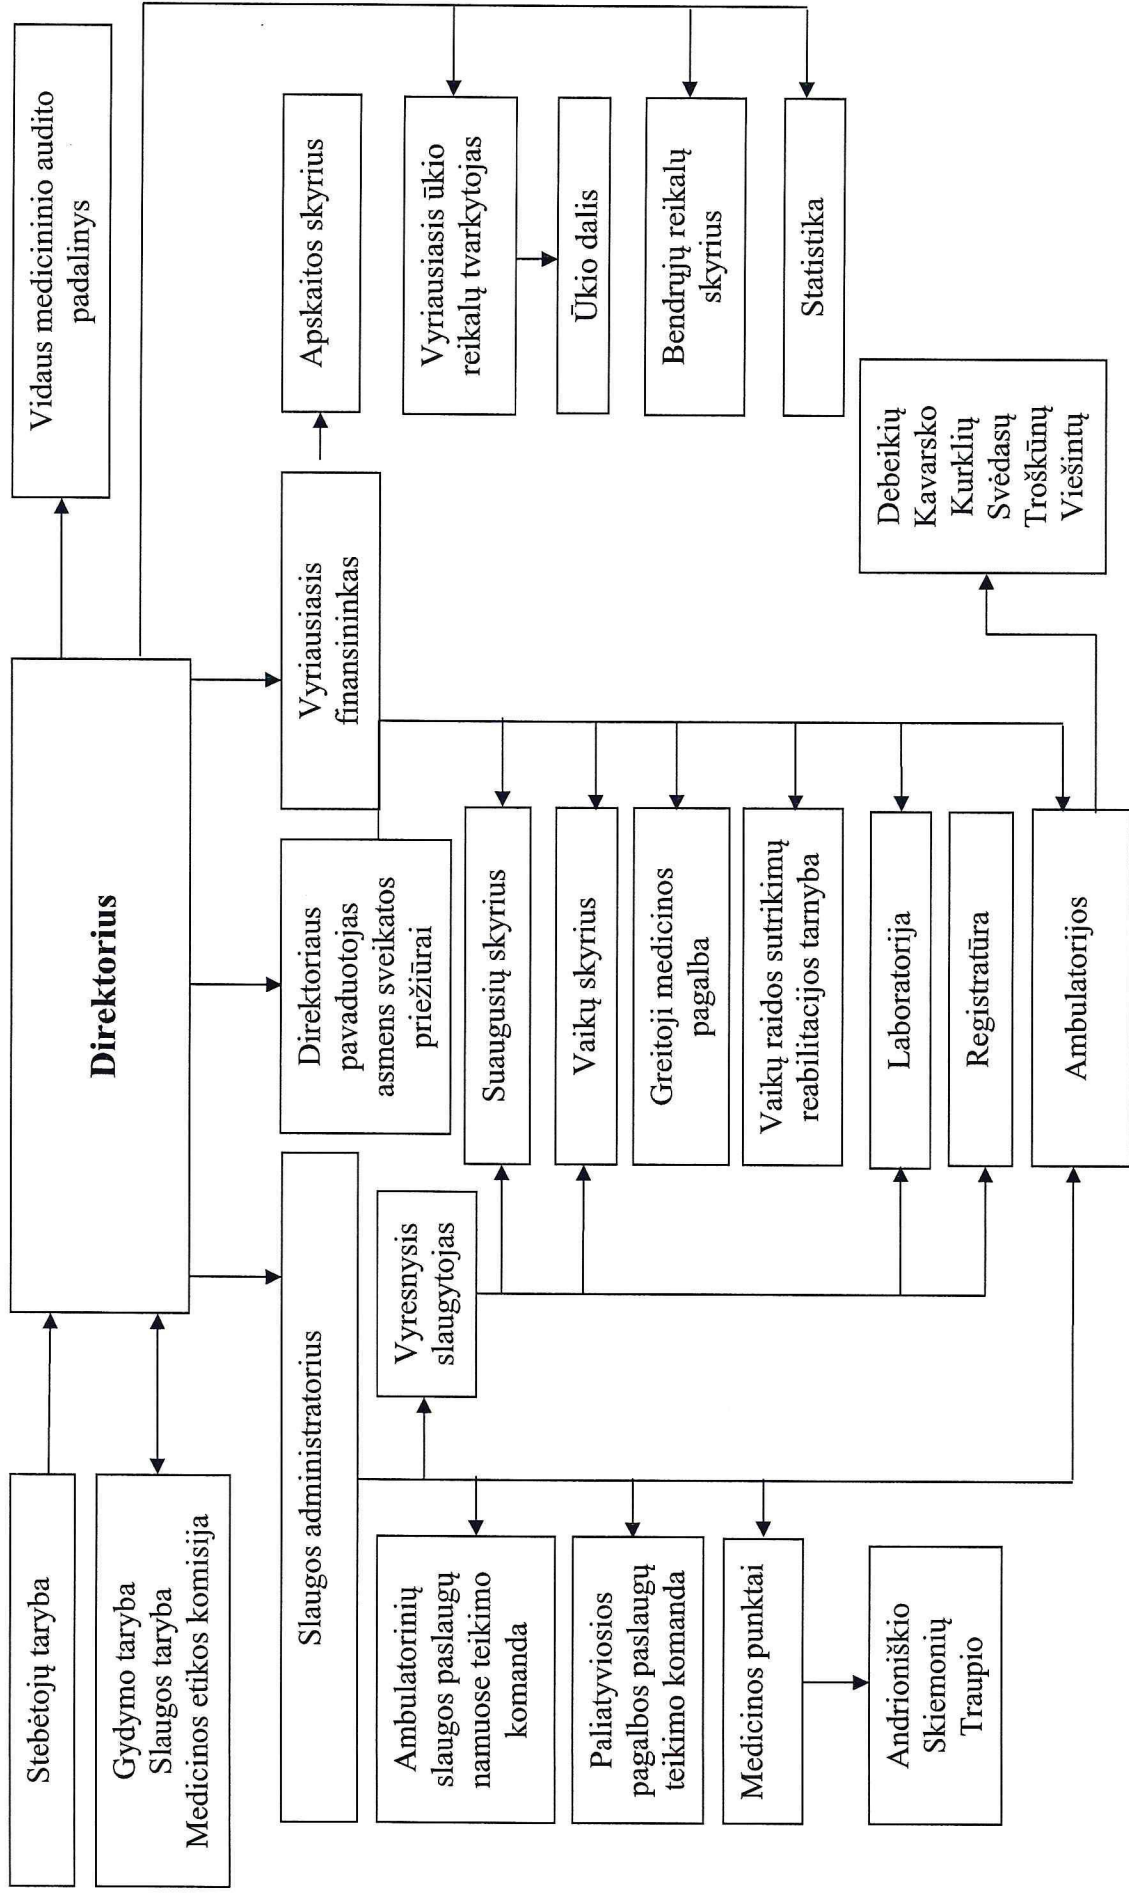 Stebėtojų taryba
Gydymo taryba
Slaugos taryba
Medicinos etikos komisija
Direktorius
Vidaus medicininio audito
padalinys
Slaugos administratorius
Direktoriaus
pavaduotojas
asmens sveikatos
priežiūrai
Vyriausiasis
finansininkas
Apskaitos skyrius
Vyriausiasis ūkio
reikalų tvarkytojas
Ūkio dalis
Bendrųjų reikalų
skyrius
Statistika
Vyresnysis
slaugytojas
Ambulatorinių
slaugos paslaugų
namuose teikimo
komanda
Paliatyviosios
pagalbos paslaugų
teikimo komanda
Medicinos punktai
Andrioniškio
Skiemonių
Traupio
Suaugusių skyrius
Vaikų skyrius
Greitoji medicinos
pagalba
Vaikų raidos sutrikimų
reabilitacijos tarnyba
Laboratorija
Registratūra
Ambulatorijos
Debeikių
Kavarsko
Kurklių
Svėdasų
Troškūnų
Viešintų